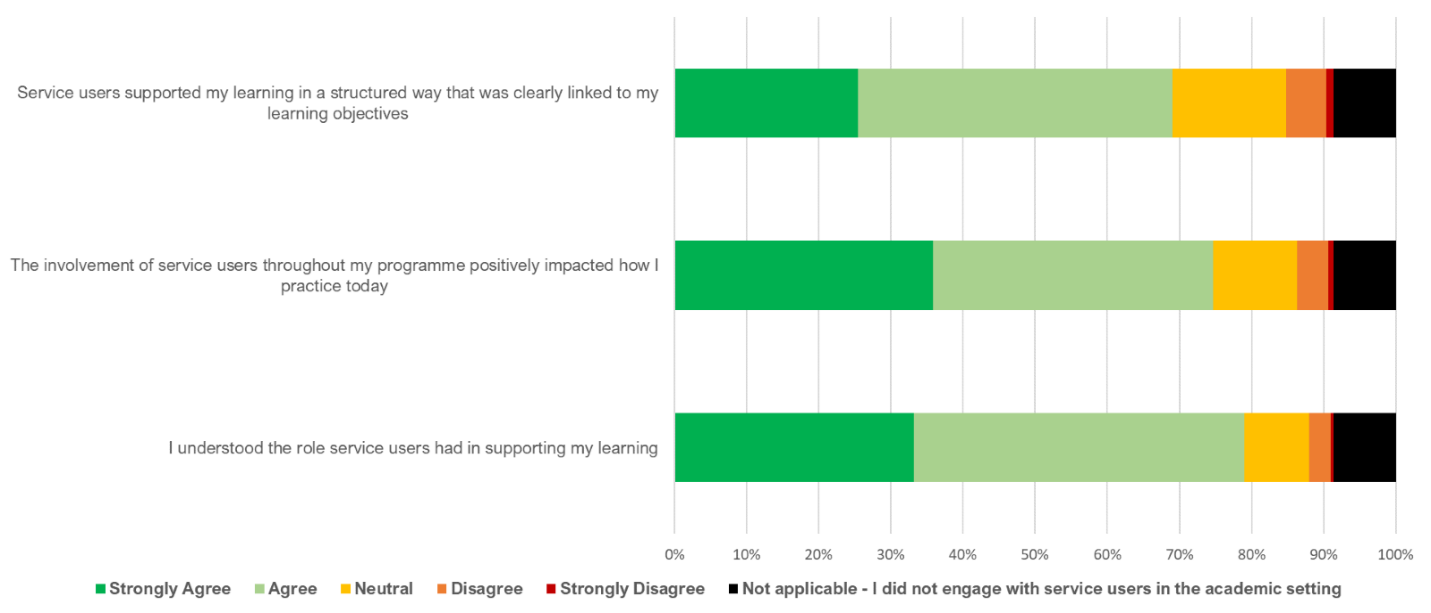 Service users supported my learning in a structured way that was clearly linked to my
learning objectives
The involvement of service users throughout my programme positively impacted how I
practice today
I understood the role service users had in supporting my learning
0% 10% 20% 30% 40% 50% 60% 70% 80% 90% 100%
Strongly Agree Agree Neutral Disagree Strongly Disagree Not applicable - I did not engage with service users in the academic setting